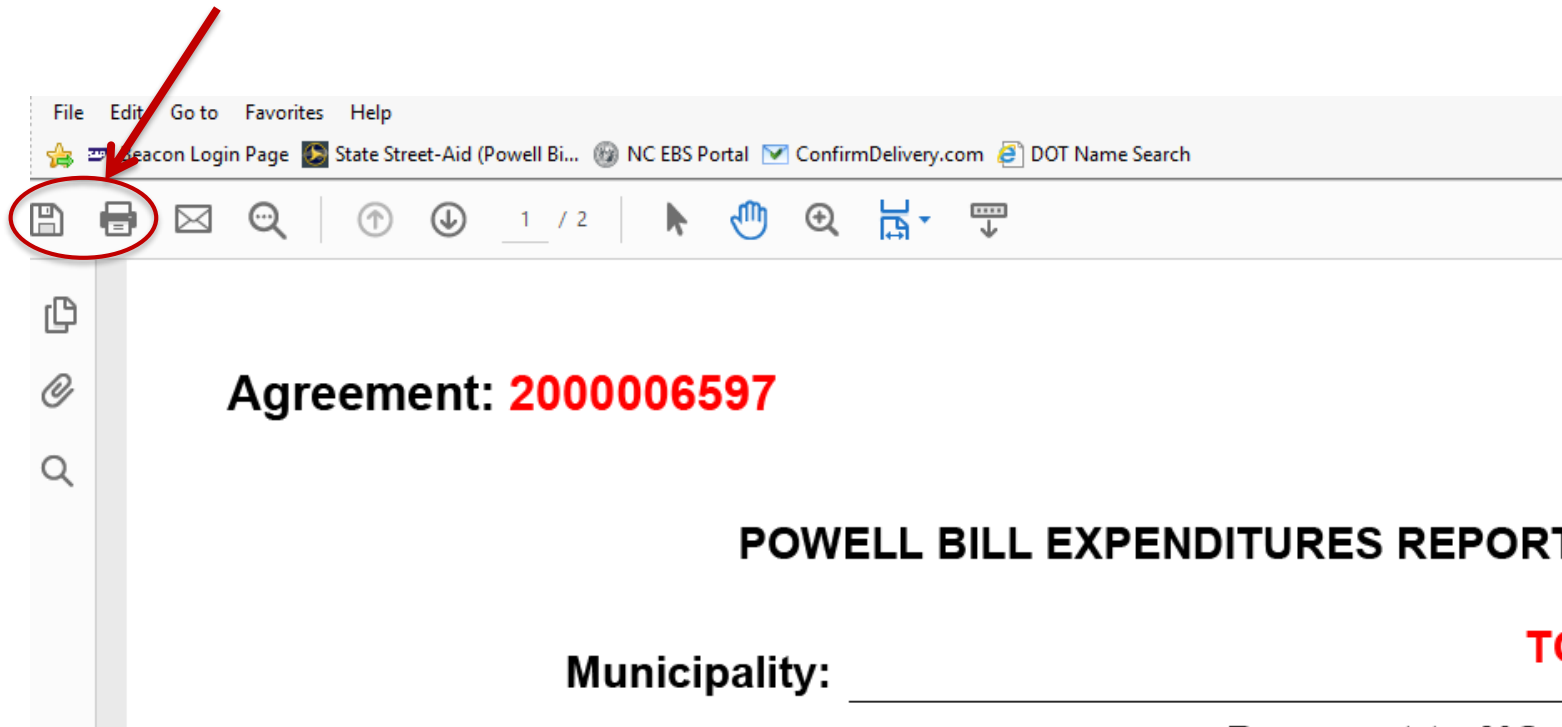 File Edit Go to Favorites Help
Beacon Login Page State Street-Aid (Powell Bi... NC EBS Portal ConfirmDelivery.com DOT Name Search
1 / 2
Agreement: 2000006597
POWELL BILL EXPENDITURES REPORT
Municipality: